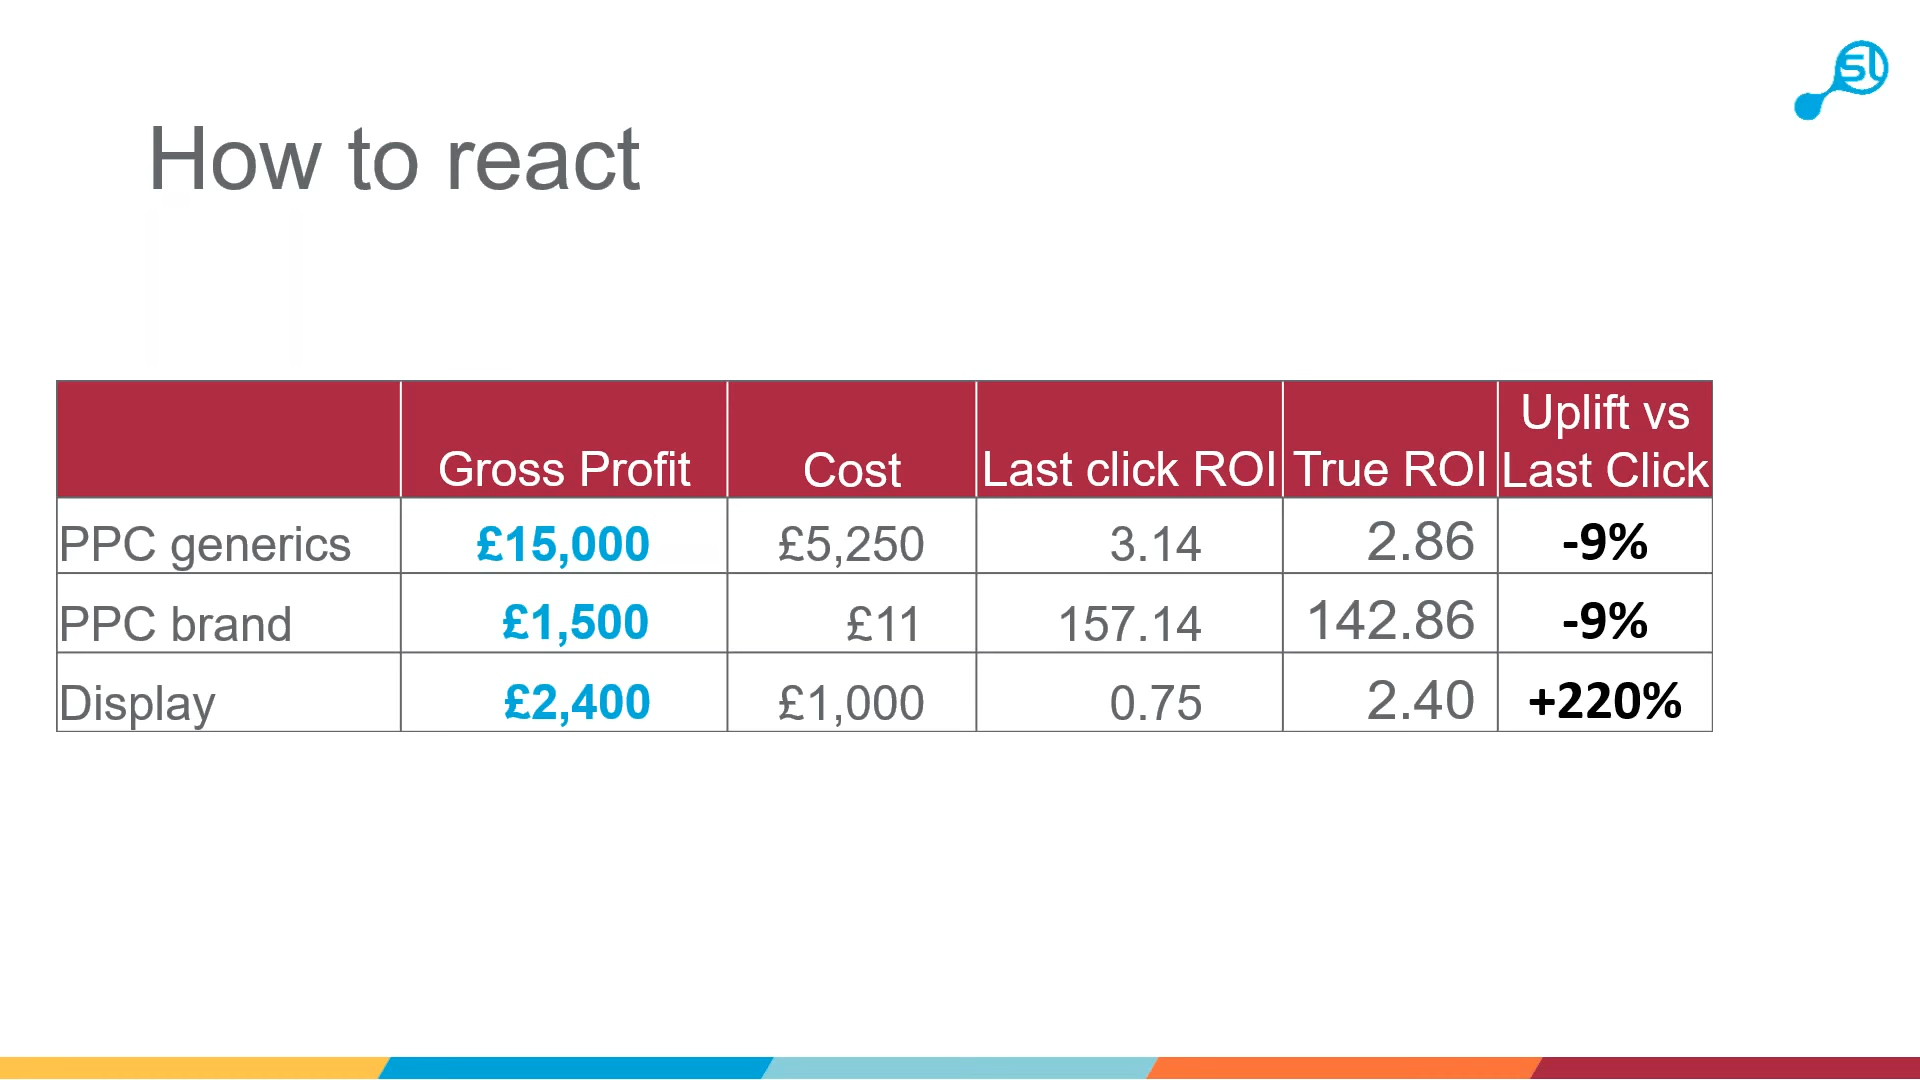 SL
How to react
Gross Profit Cost Last click ROI True ROI Uplift vs Last Click
PPC generics £15,000 £5,250 3.14 2.86 -9%
PPC brand £1,500 £11 157.14 142.86 -9%
Display £2,400 £1,000 0.75 2.40 +220%